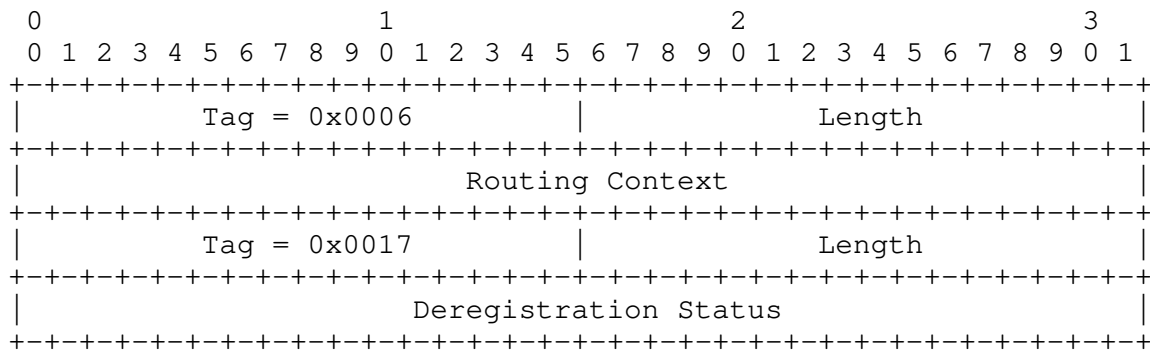 0                   1                   2                   3
 0 1 2 3 4 5 6 7 8 9 0 1 2 3 4 5 6 7 8 9 0 1 2 3 4 5 6 7 8 9 0 1
+-+-+-+-+-+-+-+-+-+-+-+-+-+-+-+-+-+-+-+-+-+-+-+-+-+-+-+-+-+-+-+-+
|          Tag = 0x0006         |             Length            |
+-+-+-+-+-+-+-+-+-+-+-+-+-+-+-+-+-+-+-+-+-+-+-+-+-+-+-+-+-+-+-+-+
|                         Routing Context                       |
+-+-+-+-+-+-+-+-+-+-+-+-+-+-+-+-+-+-+-+-+-+-+-+-+-+-+-+-+-+-+-+-+
|          Tag = 0x0017         |             Length            |
+-+-+-+-+-+-+-+-+-+-+-+-+-+-+-+-+-+-+-+-+-+-+-+-+-+-+-+-+-+-+-+-+
|                      Deregistration Status                    |
+-+-+-+-+-+-+-+-+-+-+-+-+-+-+-+-+-+-+-+-+-+-+-+-+-+-+-+-+-+-+-+-+